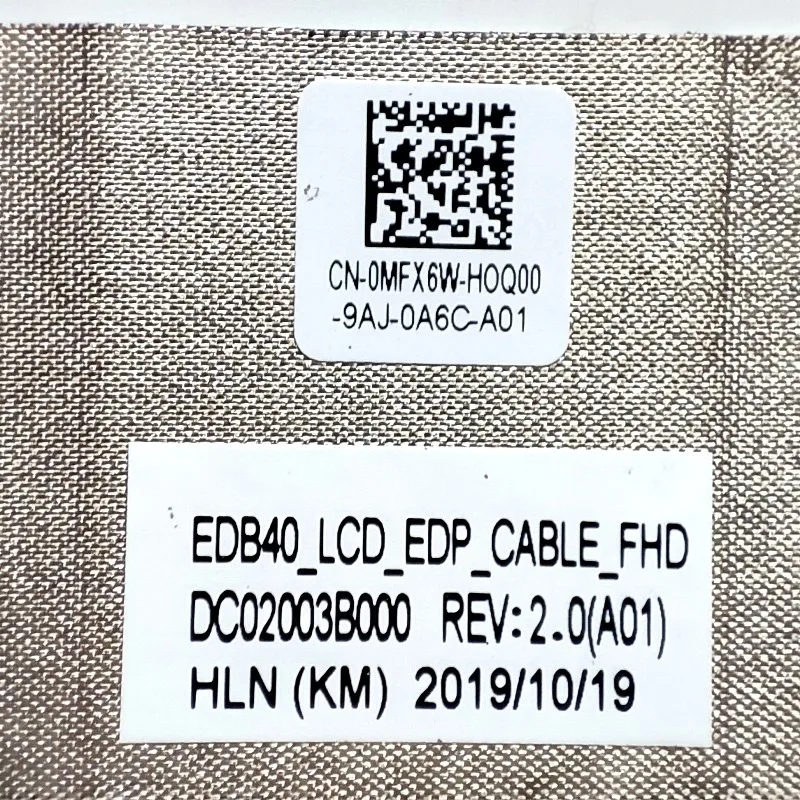 CN-0MFX6W-HOQ00
-9AJ-0A6C-A01
EDB40_LCD_EDP_CABLE_FHD
DC02003B000 REV:2.0(A01)
HLN (KM) 2019/10/19